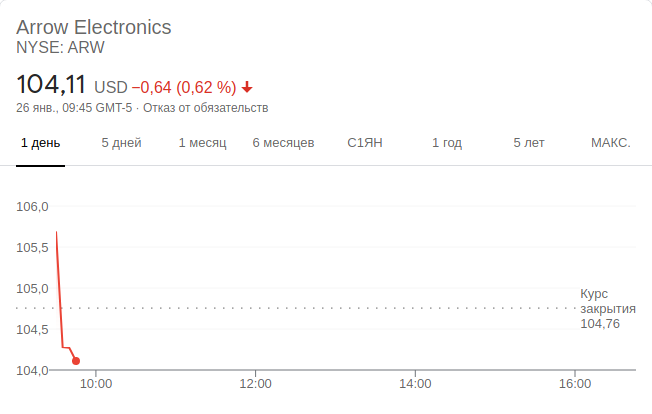 Arrow Electronics
NYSE: ARW
104,11 USD −0,64 (0,62 %)
26 янв., 09:45 GMT-5 · Отказ от обязательств
1 день 5 дней 1 месяц 6 месяцев С1ЯН 1 год 5 лет МАКС.
106,0
105,5
105,0
Курс
закрытия
104,76
104,5
104,0
10:00 12:00 14:00 16:00